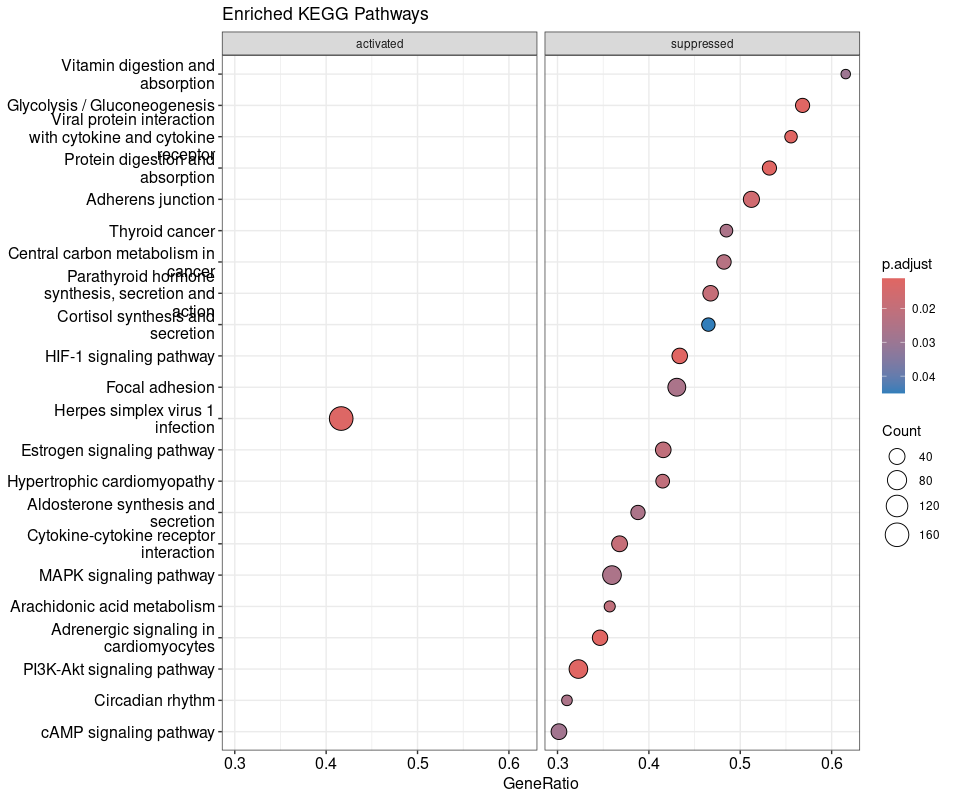 Enriched KEGG Pathways
activated
suppressed
Vitamin digestion and
absorption
Glycolysis / Gluconeogenesis
Viral protein interaction
with cytokine and cytokine
receptor
Protein digestion and
absorption
Adherens junction
Thyroid cancer
Central carbon metabolism in
cancer
Parathyroid hormone
synthesis, secretion and
action
Cortisol synthesis and
secretion
HIF-1 signaling pathway
Focal adhesion
Herpes simplex virus 1
infection
Estrogen signaling pathway
Hypertrophic cardiomyopathy
Aldosterone synthesis and
secretion
Cytokine-cytokine receptor
interaction
MAPK signaling pathway
Arachidonic acid metabolism
Adrenergic signaling in
cardiomyocytes
PI3K-Akt signaling pathway
Circadian rhythm
cAMP signaling pathway
0.3 0.4 0.5 0.6
0.3 0.4 0.5 0.6
GeneRatio
p.adjust
0.02
0.03
0.04
Count
40
80
120
160